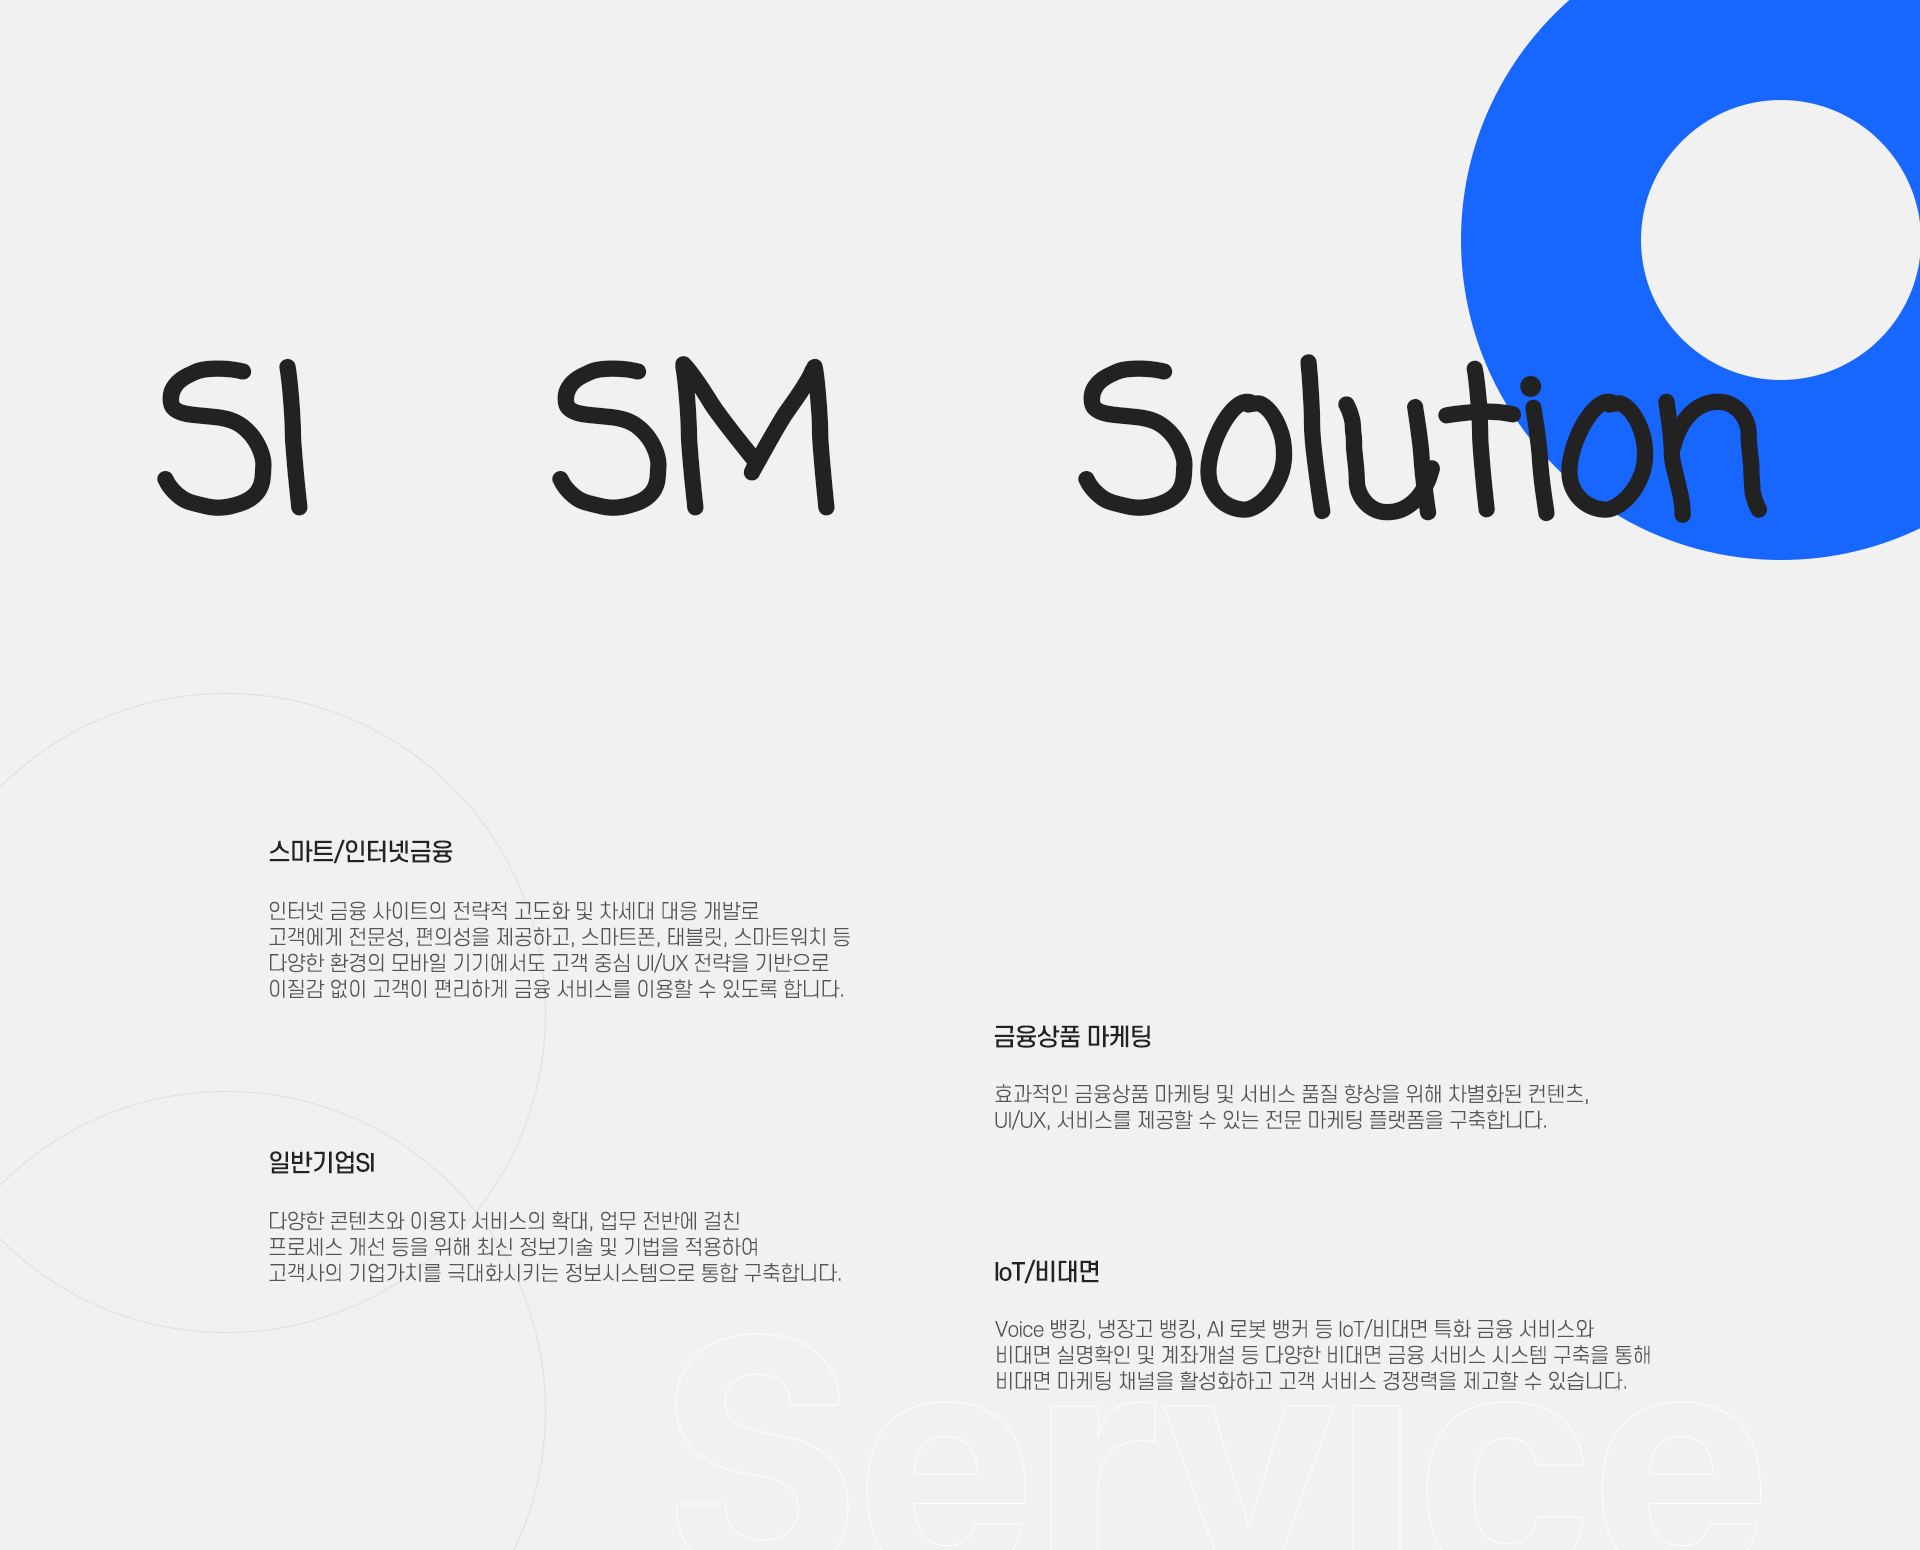 SI SM Solution
스마트/인터넷금융
인터넷 금융 사이트의 전략적 고도화 및 차세대 대응 개발로
고객에게 전문성, 편의성을 제공하고, 스마트폰, 태블릿, 스마트워치 등
다양한 환경의 모바일 기기에서도 고객 중심 UI/UX 전략을 기반으로
이질감 없이 고객이 편리하게 금융 서비스를 이용할 수 있도록 합니다.
일반기업SI
다양한 콘텐츠와 이용자 서비스의 확대, 업무 전반에 걸친
프로세스 개선 등을 위해 최신 정보기술 및 기법을 적용하여
고객사의 기업가치를 극대화시키는 정보시스템으로 통합 구축합니다.
금융상품 마케팅
효과적인 금융상품 마케팅 및 서비스 품질 향상을 위해 차별화된 컨텐츠,
UI/UX, 서비스를 제공할 수 있는 전문 마케팅 플랫폼을 구축합니다.
IoT/비대면
Voice 뱅킹, 냉장고 뱅킹, AI 로봇 뱅커 등 IoT/비대면 특화 금융 서비스와
비대면 실명확인 및 계좌개설 등 다양한 비대면 금융 서비스 시스템 구축을 통해
비대면 마케팅 채널을 활성화하고 고객 서비스 경쟁력을 제고할 수 있습니다.
Service